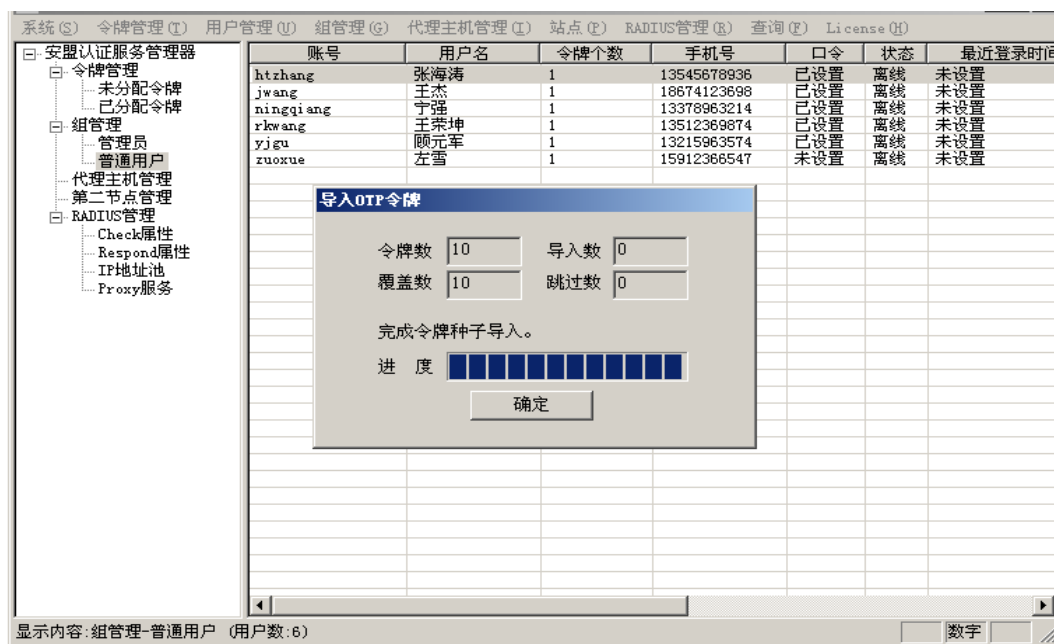 系统(S) 令牌管理(T) 用户管理(U) 组管理(G) 代理主机管理(I) 站点(P) RADIUS管理(R) 查询(F) License(H)
安盟认证服务管理器
令牌管理
未分配令牌
已分配令牌
组管理
管理员
普通用户
代理主机管理
第二节点管理
RADIUS管理
Check属性
Respond属性
IP地址池
Proxy服务
账号 用户名 令牌个数 手机号 口令 状态 最近登录时间
htzhang 张海涛 1 13545678936 已设置 离线 未设置
jwang 王杰 1 18674123698 已设置 离线 未设置
ningqiang 宁强 1 13378963214 已设置 离线 未设置
rkwang 王荣坤 1 13512369874 已设置 离线 未设置
yjgu 顾元军 1 13215963574 已设置 离线 未设置
zuoxue 左雪 1 15912366547 未设置 离线 未设置
导入OTP令牌
令牌数 10 导入数 0
覆盖数 10 跳过数 0
完成令牌种子导入。
进 度
确定
显示内容:组管理-普通用户 (用户数:6) 数字